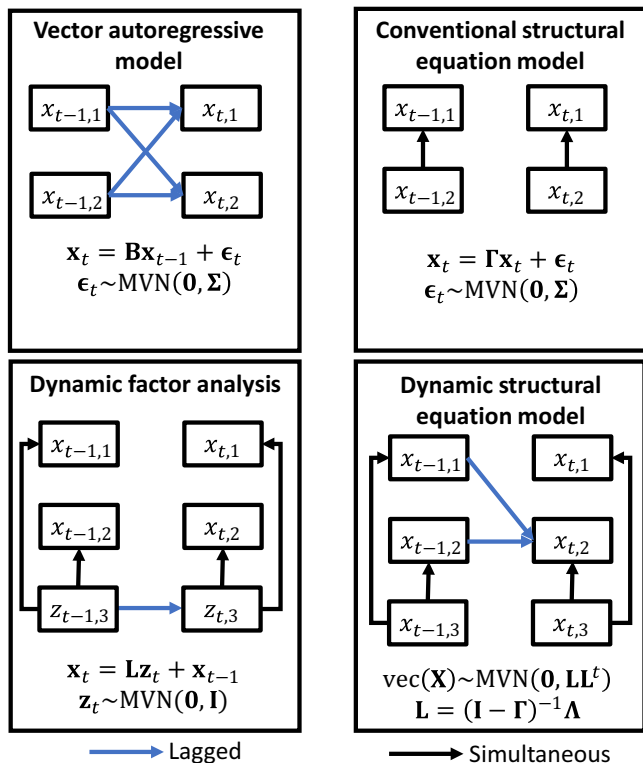 Vector autoregressive
model
x_{t−1,1} x_{t,1}
x_{t−1,2} x_{t,2}
𝐱_t = 𝐁𝐱_{t−1} + 𝛜_t
𝛜_t~MVN(𝟎, 𝚺)
Conventional structural
equation model
x_{t−1,1} x_{t,1}
x_{t−1,2} x_{t,2}
𝐱_t = 𝚪𝐱_t + 𝛜_t
𝛜_t~MVN(𝟎, 𝚺)
Dynamic factor analysis
x_{t−1,1} x_{t,1}
x_{t−1,2} x_{t,2}
z_{t−1,3} z_{t,3}
𝐱_t = 𝐋𝐳_t + 𝐱_{t−1}
𝐳_t~MVN(𝟎, 𝐈)
Dynamic structural
equation model
x_{t−1,1} x_{t,1}
x_{t−1,2} x_{t,2}
x_{t−1,3} x_{t,3}
vec(𝐗)~MVN(𝟎, 𝐋𝐋^t)
𝐋 = (𝐈 − 𝚪)^{−1}𝚲
Lagged
Simultaneous